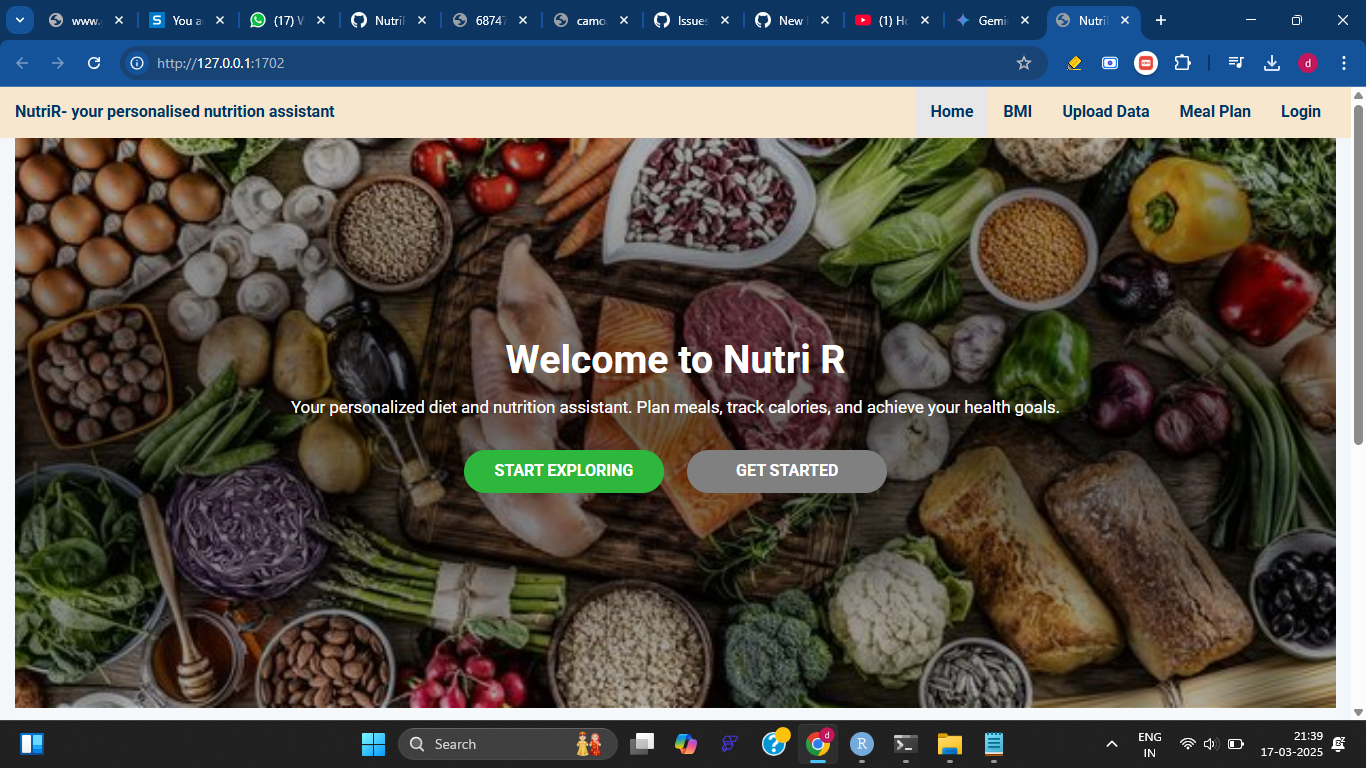 www.
You a
(17) W
Nutri
6874
camo.
Issues
New
(1) Ho
Gemi
Nutri
http://127.0.0.1:1702
d
NutriR- your personalised nutrition assistant
Home
BMI
Upload Data
Meal Plan
Login
Welcome to Nutri R
Your personalized diet and nutrition assistant. Plan meals, track calories, and achieve your health goals.
START EXPLORING
GET STARTED
Search
d
R
ENG
IN
21:39
17-03-2025